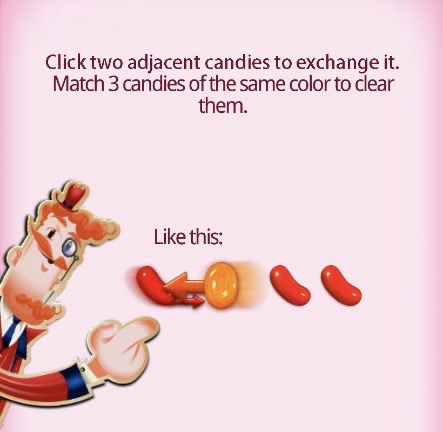 Click two adjacent candies to exchange it.
Match 3 candies of the same color to clear
them.
Like this: